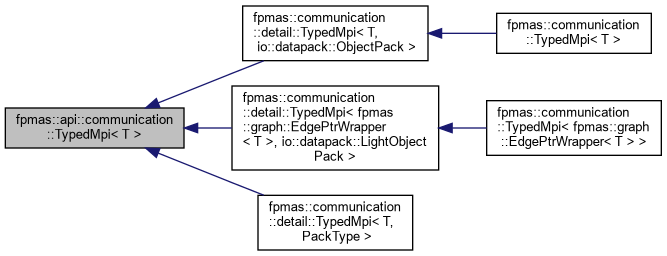 fpmas::api::communication
::TypedMpi< T >
fpmas::communication
::detail::TypedMpi< T,
io::datapack::ObjectPack >
fpmas::communication
::TypedMpi< T >
fpmas::communication
::detail::TypedMpi< fpmas
::graph::EdgePtrWrapper
< T >, io::datapack::LightObject
Pack >
fpmas::communication
::TypedMpi< fpmas::graph
::EdgePtrWrapper< T > >
fpmas::communication
::detail::TypedMpi< T,
PackType >